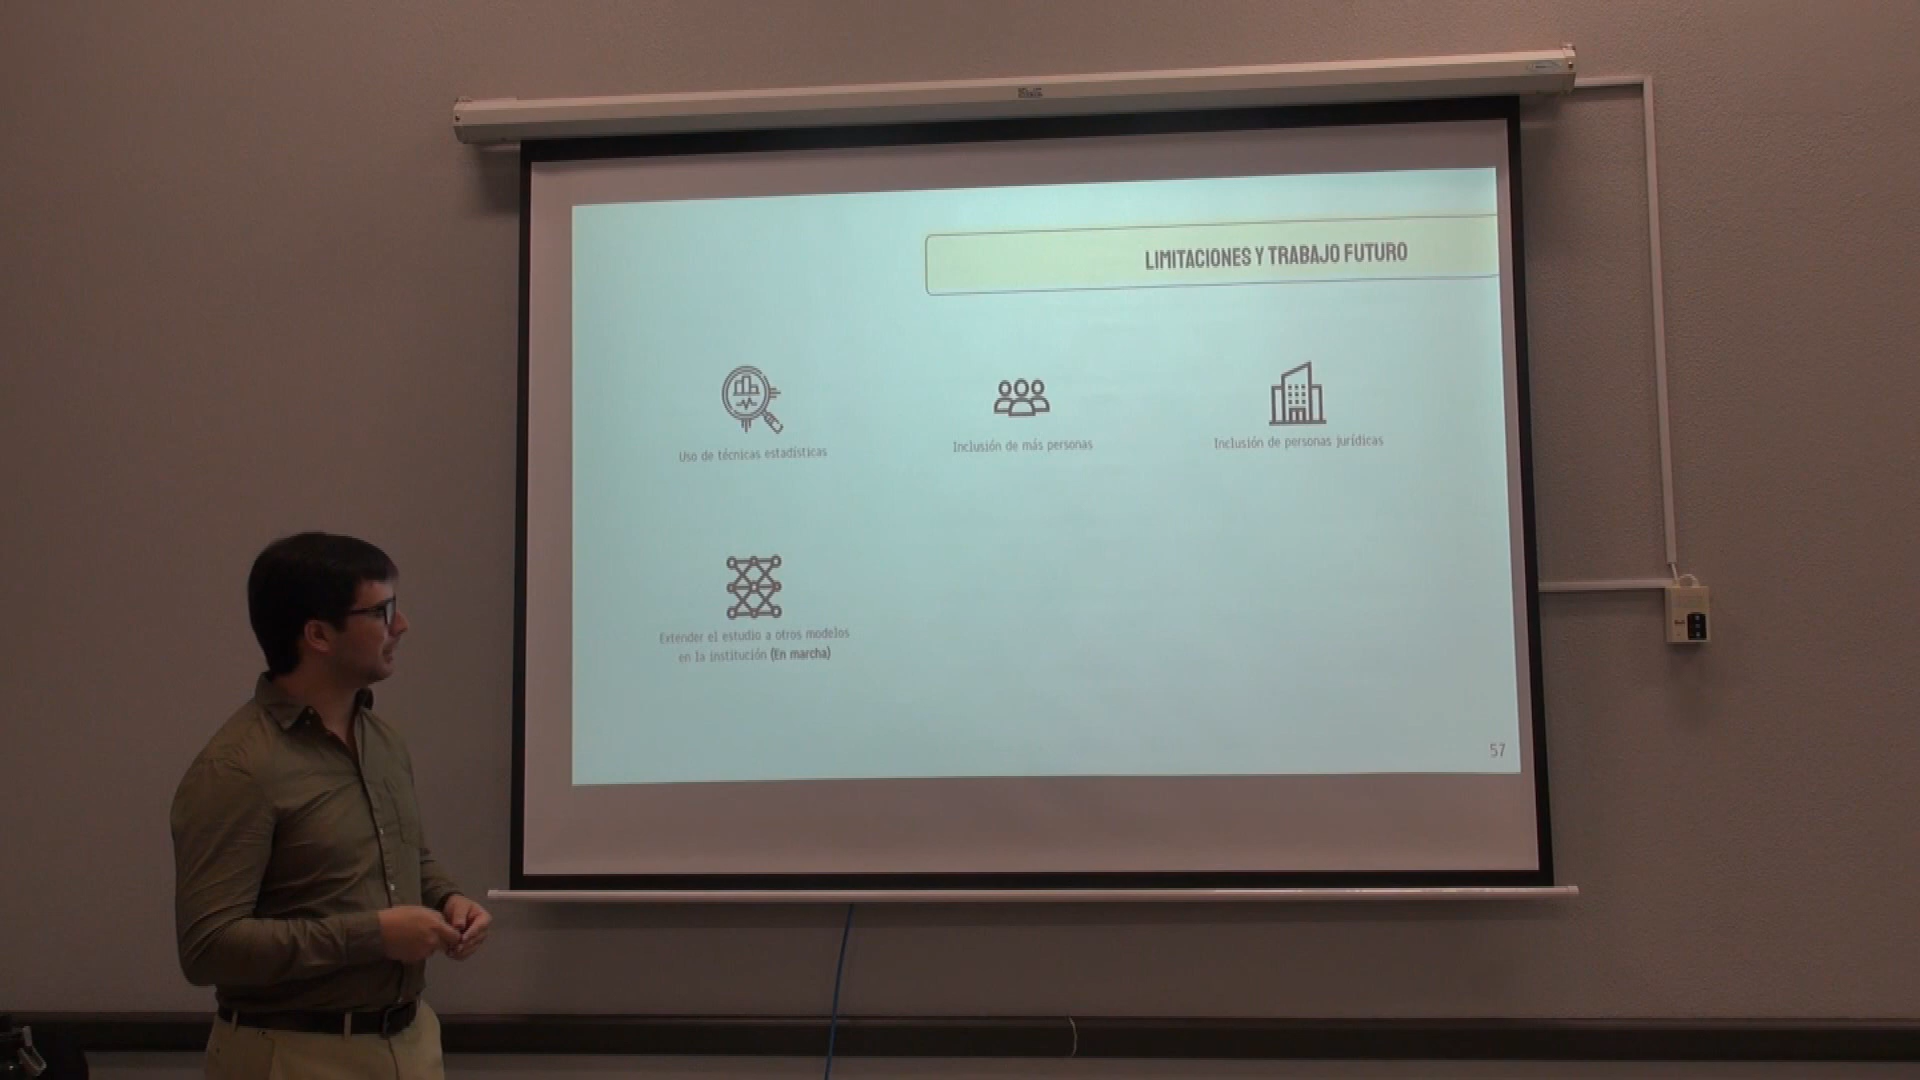 LIMITACIONES Y TRABAJO FUTURO
Uso de técnicas estadísticas
Inclusión de más personas
Inclusión de personas jurídicas
Extender el estudio a otros modelos
en la institución (En marcha)
57